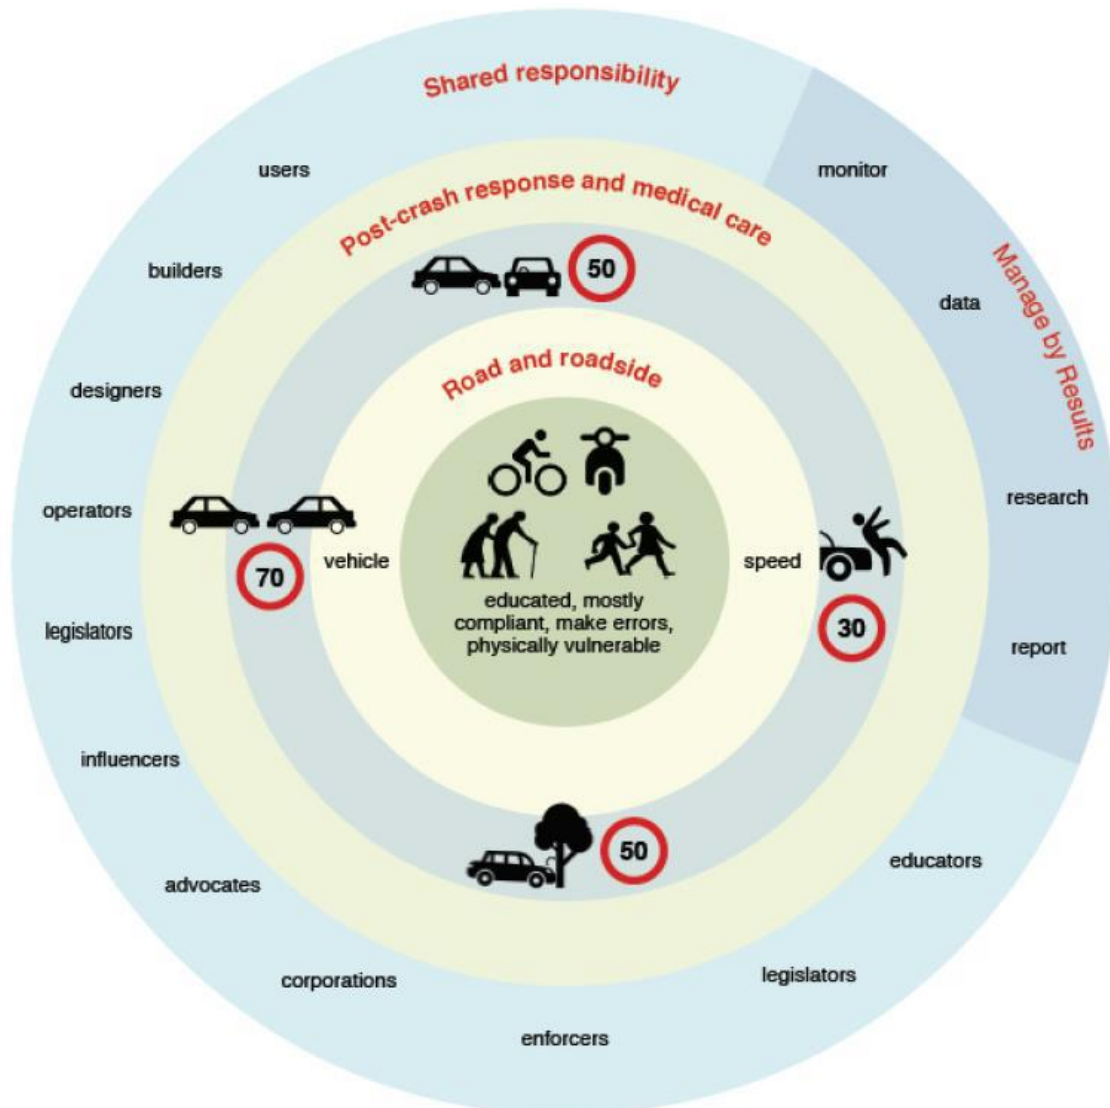 Shared responsibility
users
monitor
Post-crash response and medical care
builders
50
Manage by Results
data
designers
Road and roadside
operators
research
vehicle
speed
70
educated, mostly
compliant, make errors,
physically vulnerable
30
legislators
report
influencers
50
educators
advocates
legislators
corporations
enforcers